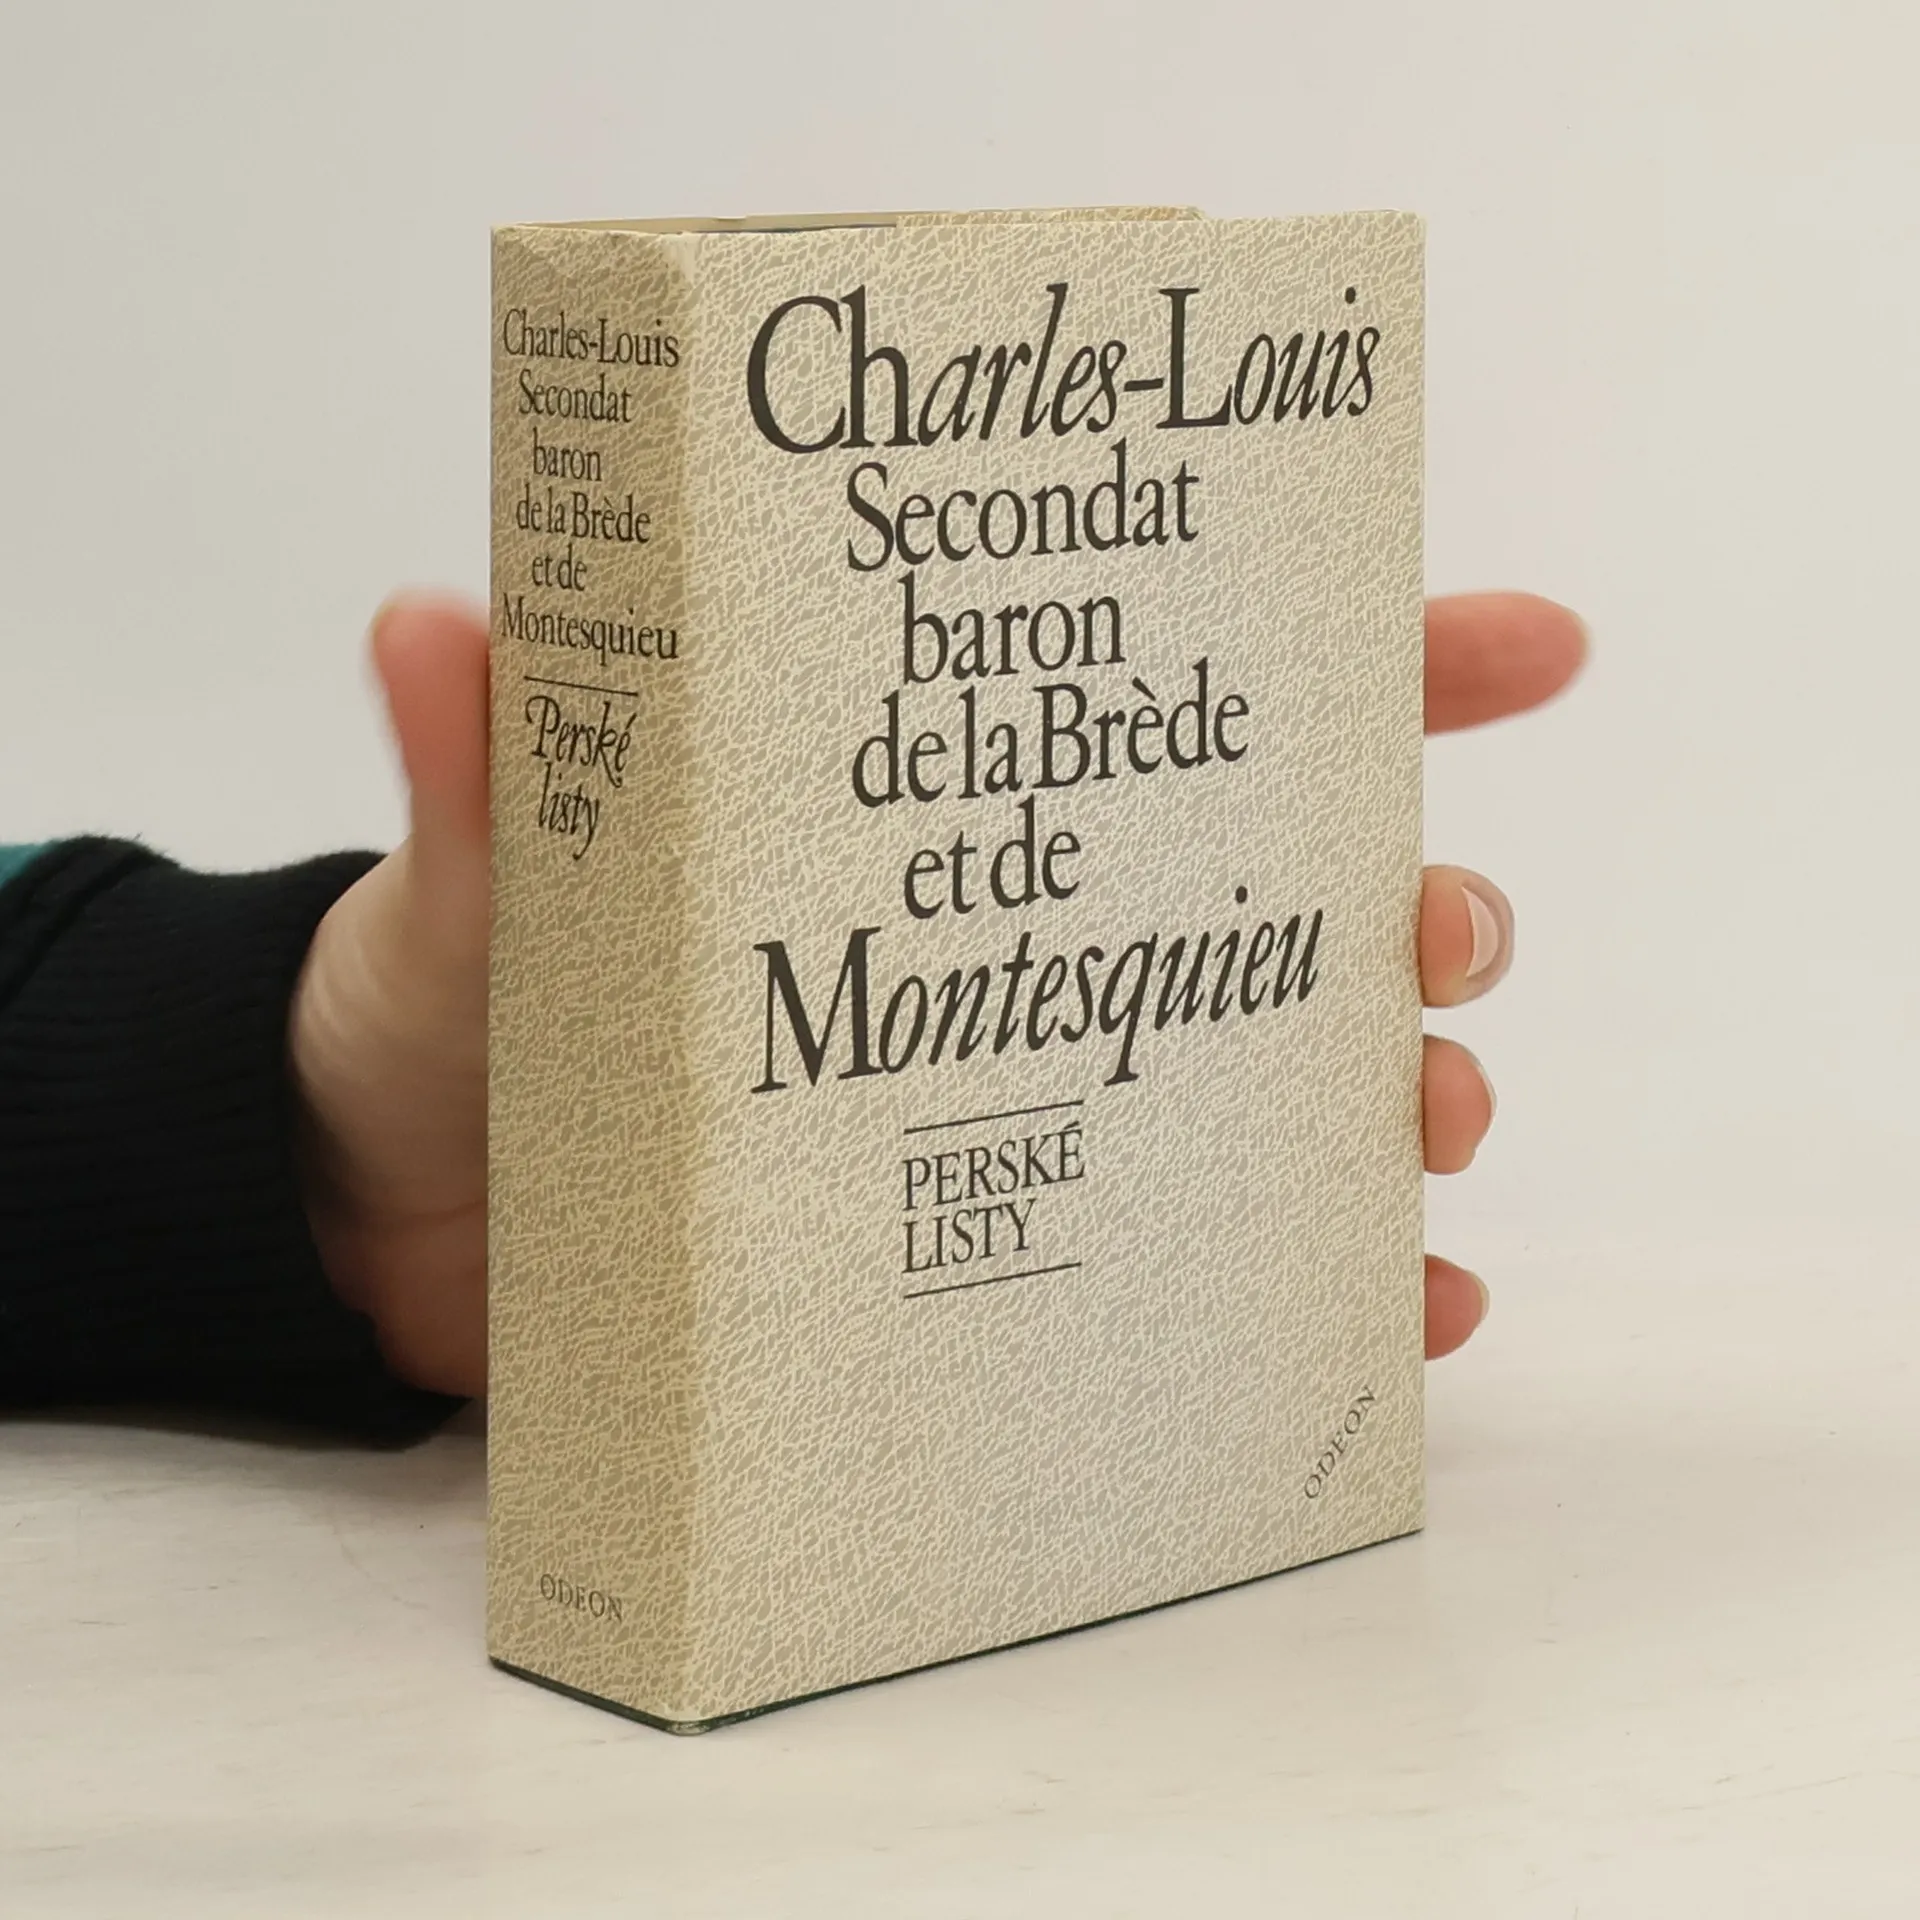 Charles-Louis
Secondat
baron
de la Brède
et de
Montesquieu
Perské
listy
ODEON
Charles-Louis
Secondat
baron
de la Brède
et de
Montesquieu
PERSKÉ
LISTY
ODEON